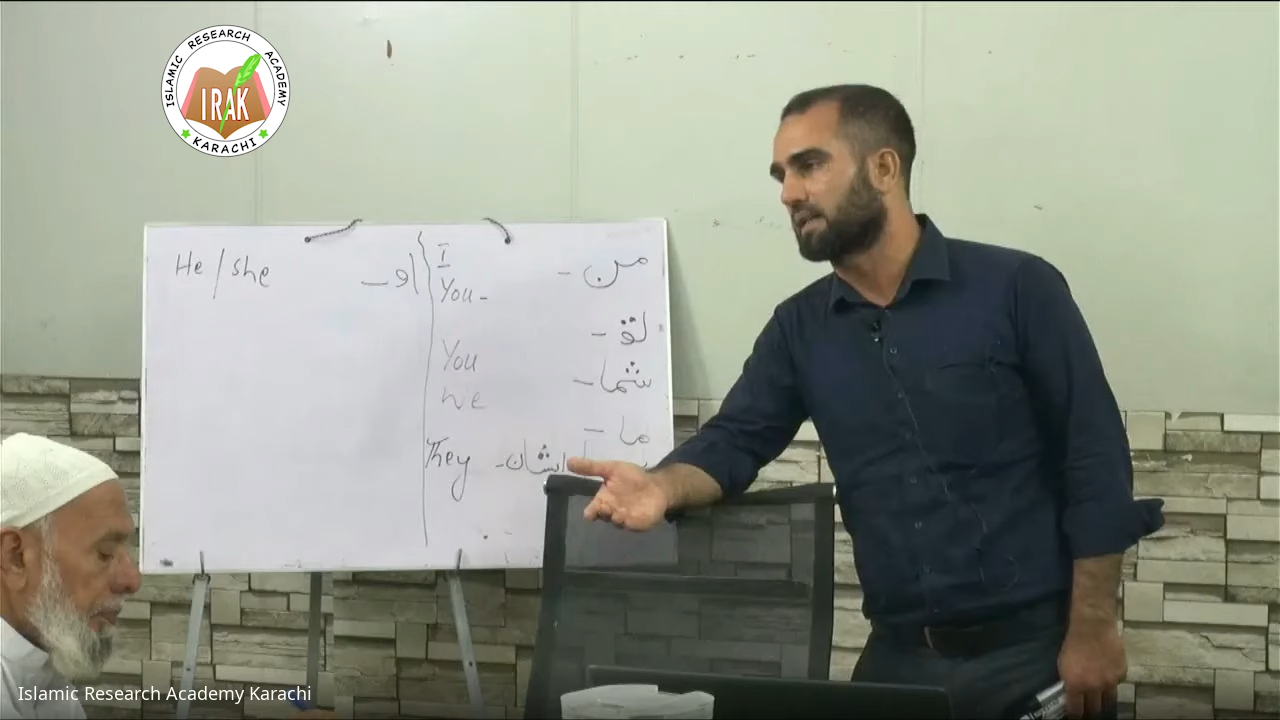 ISLAMIC RESEARCH ACADEMY
IRAK
KARACHI
He / She او -
I من -
You -
تو -
You شما -
We ما -
They ایشان -
Islamic Research Academy Karachi